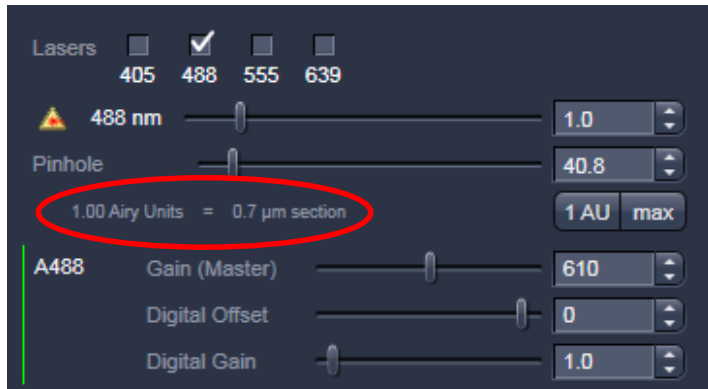 Lasers
405 488 555 639
488 nm 1.0
Pinhole 40.8
1.00 Airy Units = 0.7 µm section 1 AU max
A488 Gain (Master) 610
Digital Offset 0
Digital Gain 1.0